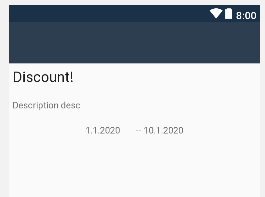 8:00
Discount!
Description desc
1.1.2020 -- 10.1.2020